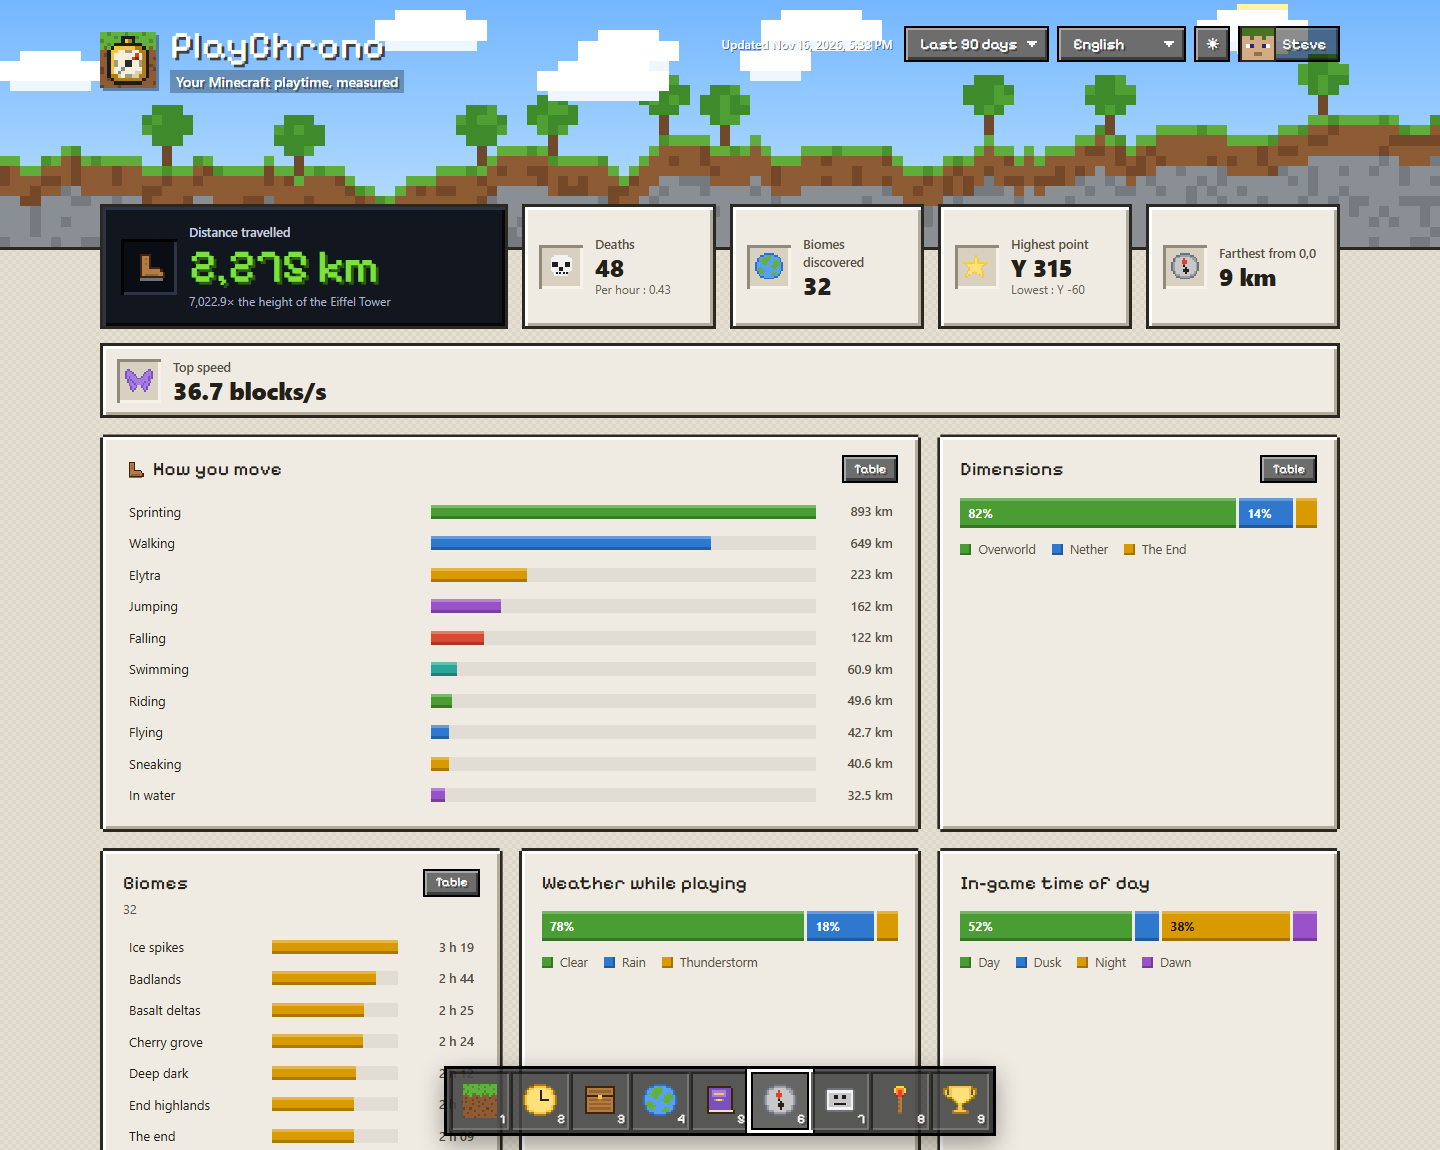 PlayChrono
Your Minecraft playtime, measured
Updated Nov 16, 2026, 5:33 PM
Last 90 days
English
Steve
Distance travelled
2,275 km
7,022.9× the height of the Eiffel Tower
Deaths
48
Per hour : 0.43
Biomes
discovered
32
Highest point
Y 315
Lowest : Y -60
Farthest from 0,0
9 km
Top speed
36.7 blocks/s
How you move
Table
Sprinting
893 km
Walking
649 km
Elytra
223 km
Jumping
162 km
Falling
122 km
Swimming
60.9 km
Riding
49.6 km
Flying
42.7 km
Sneaking
40.6 km
In water
32.5 km
Dimensions
Table
82%
14%
Overworld
Nether
The End
Biomes
Table
32
Ice spikes
3 h 19
Badlands
2 h 44
Basalt deltas
2 h 25
Cherry grove
2 h 24
Deep dark
End highlands
The end
2 h 09
Weather while playing
78%
18%
Clear
Rain
Thunderstorm
In-game time of day
52%
38%
Day
Dusk
Night
Dawn
1
2
3
4
5
6
7
8
9